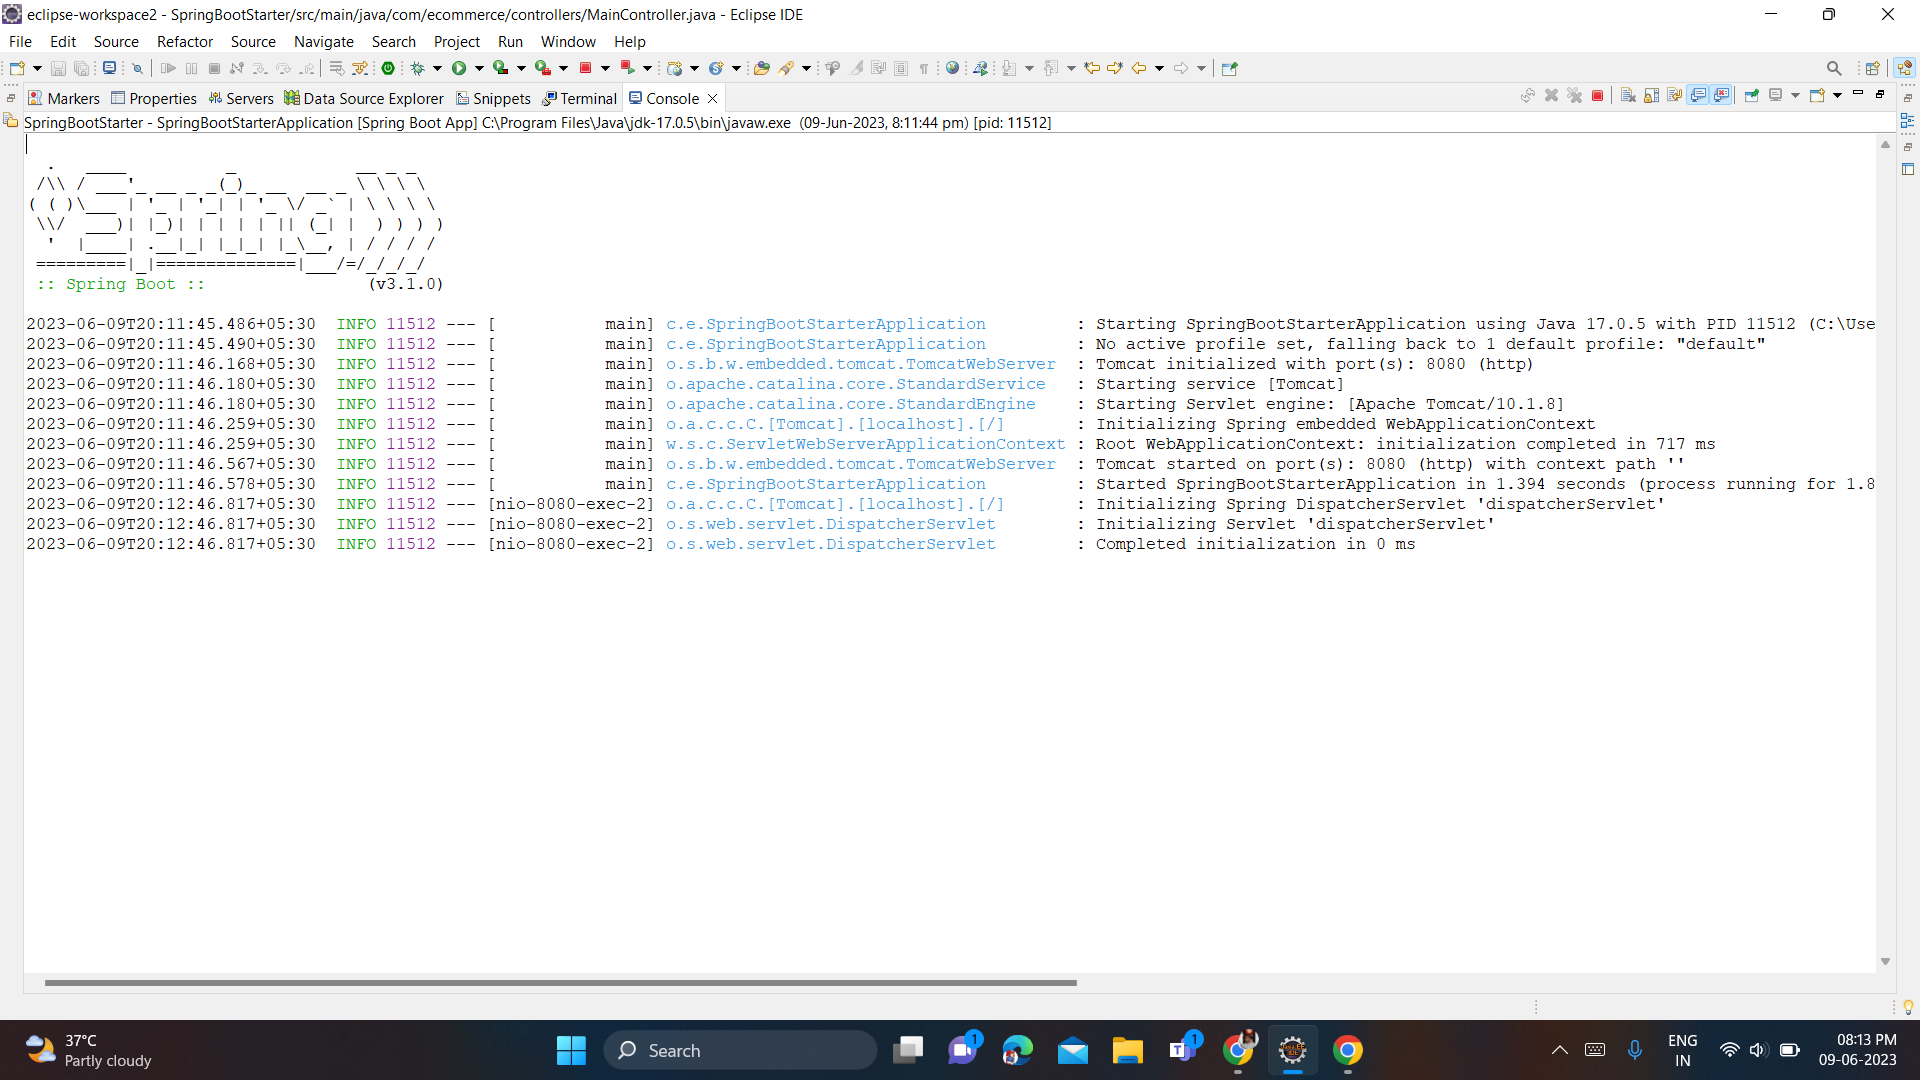 eclipse-workspace2 - SpringBootStarter/src/main/java/com/ecommerce/controllers/MainController.java - Eclipse IDE
File Edit Source Refactor Source Navigate Search Project Run Window Help
Markers Properties Servers Data Source Explorer Snippets Terminal Console
SpringBootStarter - SpringBootStarterApplication [Spring Boot App] C:\Program Files\Java\jdk-17.0.5\bin\javaw.exe (09-Jun-2023, 8:11:44 pm) [pid: 11512]
  .   ____          _            __ _ _
 /\\ / ___'_ __ _ _(_)_ __  __ _ \ \ \ \
( ( )\___ | '_ | '_| | '_ \/ _` | \ \ \ \
 \\/  ___)| |_)| | | | | || (_| |  ) ) ) )
  '  |____| .__|_| |_|_| |_\__, | / / / /
 =========|_|==============|___/=/_/_/_/
 :: Spring Boot ::                (v3.1.0)
2023-06-09T20:11:45.486+05:30  INFO 11512 --- [           main] c.e.SpringBootStarterApplication         : Starting SpringBootStarterApplication using Java 17.0.5 with PID 11512 (C:\Use
2023-06-09T20:11:45.490+05:30  INFO 11512 --- [           main] c.e.SpringBootStarterApplication         : No active profile set, falling back to 1 default profile: "default"
2023-06-09T20:11:46.168+05:30  INFO 11512 --- [           main] o.s.b.w.embedded.tomcat.TomcatWebServer  : Tomcat initialized with port(s): 8080 (http)
2023-06-09T20:11:46.180+05:30  INFO 11512 --- [           main] o.apache.catalina.core.StandardService   : Starting service [Tomcat]
2023-06-09T20:11:46.180+05:30  INFO 11512 --- [           main] o.apache.catalina.core.StandardEngine    : Starting Servlet engine: [Apache Tomcat/10.1.8]
2023-06-09T20:11:46.259+05:30  INFO 11512 --- [           main] o.a.c.c.C.[Tomcat].[localhost].[/]       : Initializing Spring embedded WebApplicationContext
2023-06-09T20:11:46.259+05:30  INFO 11512 --- [           main] w.s.c.ServletWebServerApplicationContext : Root WebApplicationContext: initialization completed in 717 ms
2023-06-09T20:11:46.567+05:30  INFO 11512 --- [           main] o.s.b.w.embedded.tomcat.TomcatWebServer  : Tomcat started on port(s): 8080 (http) with context path ''
2023-06-09T20:11:46.578+05:30  INFO 11512 --- [           main] c.e.SpringBootStarterApplication         : Started SpringBootStarterApplication in 1.394 seconds (process running for 1.8
2023-06-09T20:12:46.817+05:30  INFO 11512 --- [nio-8080-exec-2] o.a.c.c.C.[Tomcat].[localhost].[/]       : Initializing Spring DispatcherServlet 'dispatcherServlet'
2023-06-09T20:12:46.817+05:30  INFO 11512 --- [nio-8080-exec-2] o.s.web.servlet.DispatcherServlet        : Initializing Servlet 'dispatcherServlet'
2023-06-09T20:12:46.817+05:30  INFO 11512 --- [nio-8080-exec-2] o.s.web.servlet.DispatcherServlet        : Completed initialization in 0 ms
37°C
Partly cloudy
Search
1
1
ENG
IN
08:13 PM
09-06-2023